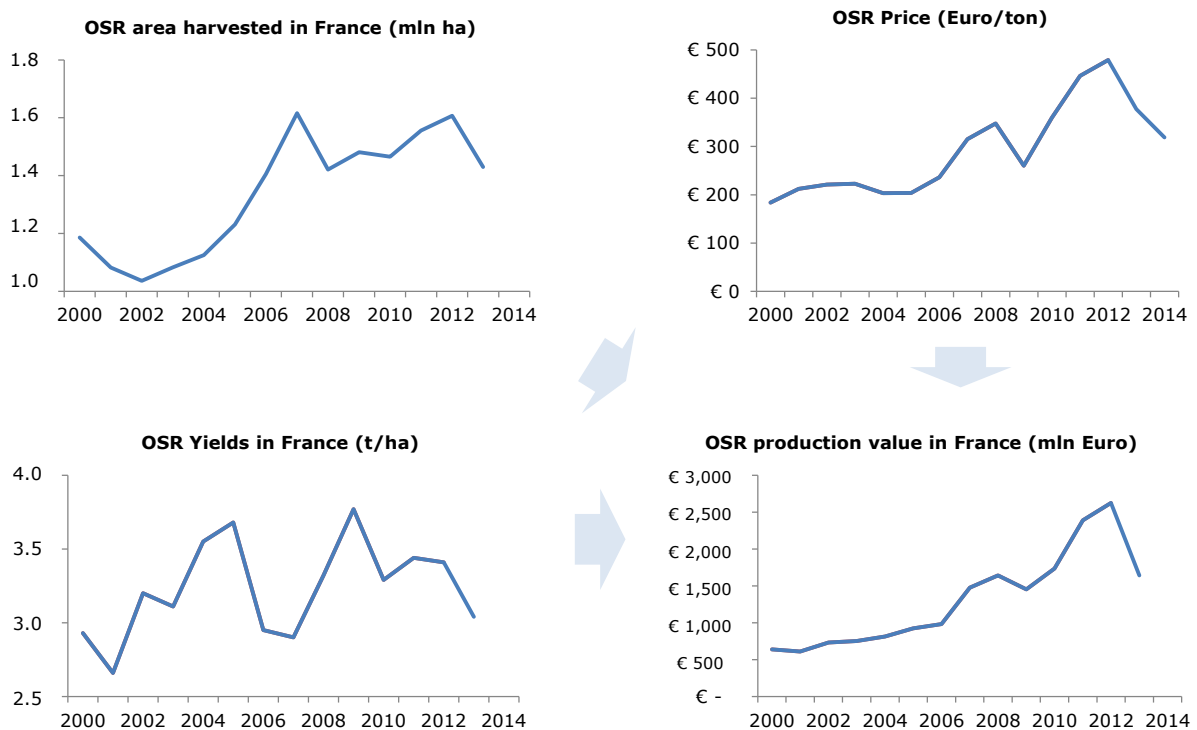 OSR area harvested in France (mln ha)
1.8
1.6
1.4
1.2
1.0
2000 2002 2004 2006 2008 2010 2012 2014
OSR Price (Euro/ton)
€ 500
€ 400
€ 300
€ 200
€ 100
€ 0
2000 2002 2004 2006 2008 2010 2012 2014
OSR Yields in France (t/ha)
4.0
3.5
3.0
2.5
2000 2002 2004 2006 2008 2010 2012 2014
OSR production value in France (mln Euro)
€ 3,000
€ 2,500
€ 2,000
€ 1,500
€ 1,000
€ 500
€ -
2000 2002 2004 2006 2008 2010 2012 2014